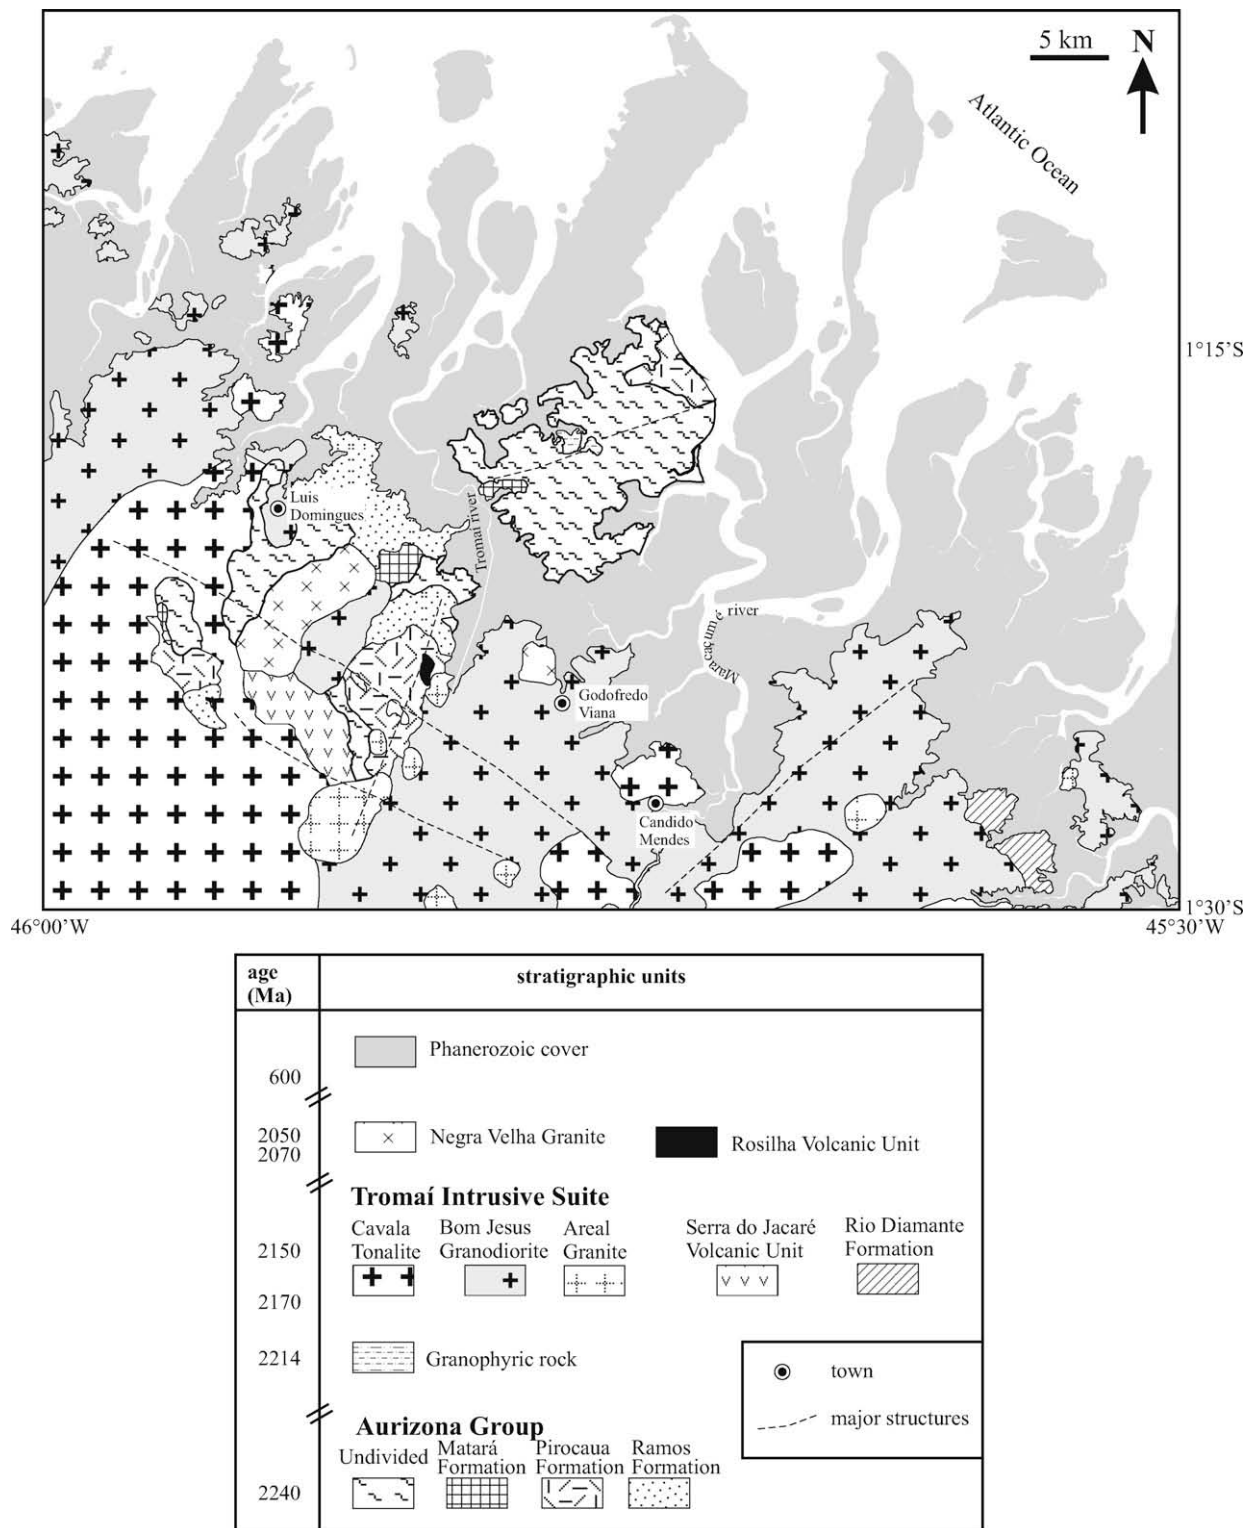 5 km
N
Atlantic Ocean
1°15'S
Luis
Domingues
Tromaí river
Maracaçumé river
Godofredo
Viana
Candido
Mendes
1°30'S
46°00'W
45°30'W
age
(Ma)
stratigraphic units
Phanerozoic cover
600
2050
2070
Negra Velha Granite
Rosilha Volcanic Unit
Tromaí Intrusive Suite
Cavala
Tonalite
Bom Jesus
Granodiorite
Areal
Granite
Serra do Jacaré
Volcanic Unit
Rio Diamante
Formation
2150
2170
2214
Granophyric rock
town
major structures
Aurizona Group
Undivided
Matará
Formation
Pirocaua
Formation
Ramos
Formation
2240